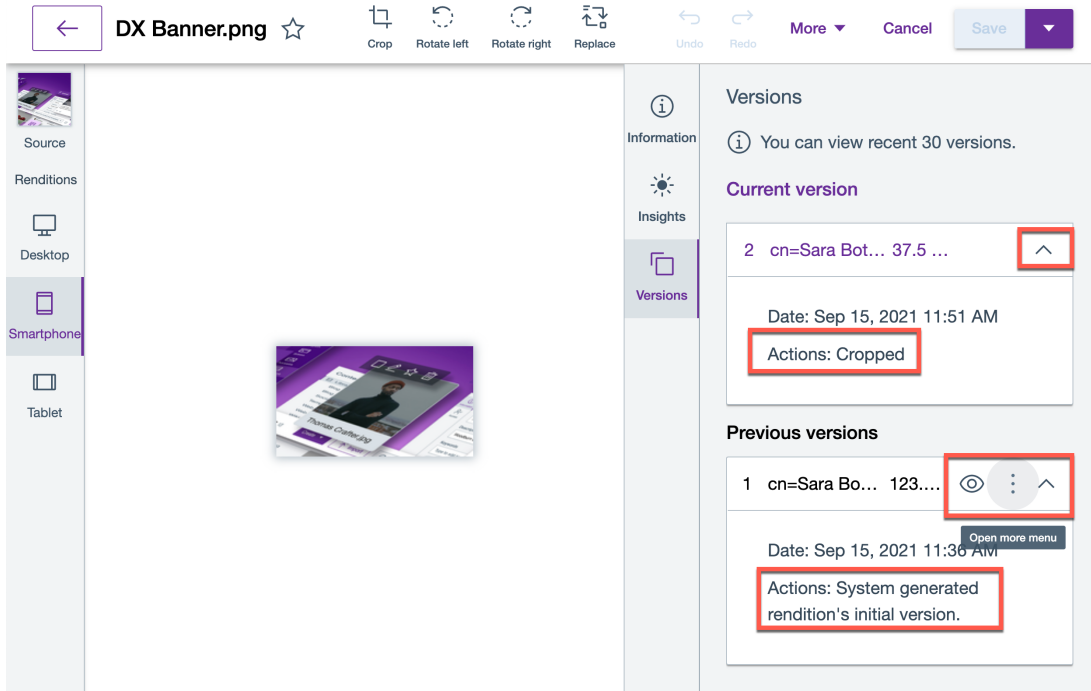 DX Banner.png
Crop
Rotate left
Rotate right
Replace
Undo
Redo
More
Cancel
Save
Source
Renditions
Desktop
Smartphone
Tablet
Thomas Crafter.jpg
Information
Insights
Versions
Versions
You can view recent 30 versions.
Current version
2 cn=Sara Bot… 37.5 …
Date: Sep 15, 2021 11:51 AM
Actions: Cropped
Previous versions
1 cn=Sara Bo… 123.…
Open more menu
Date: Sep 15, 2021 11:36 AM
Actions: System generated
rendition's initial version.